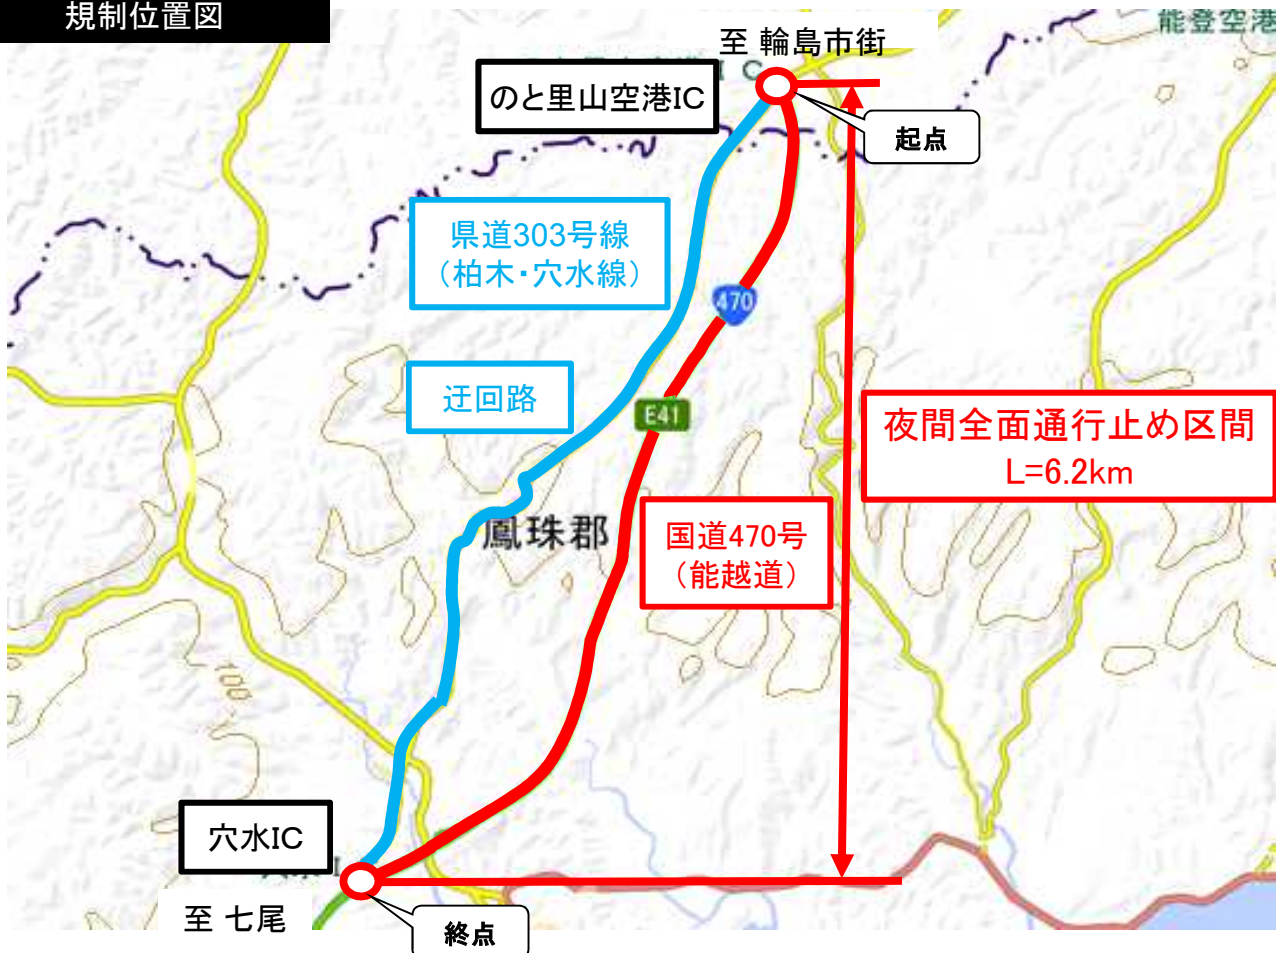 規制位置図
能登空港
至 輪島市街
のと里山空港IC
起点
県道303号線
（柏木・穴水線）
470
迂回路
E41
夜間全面通行止め区間
L=6.2km
鳳珠郡
国道470号
（能越道）
100
穴水IC
至 七尾
終点